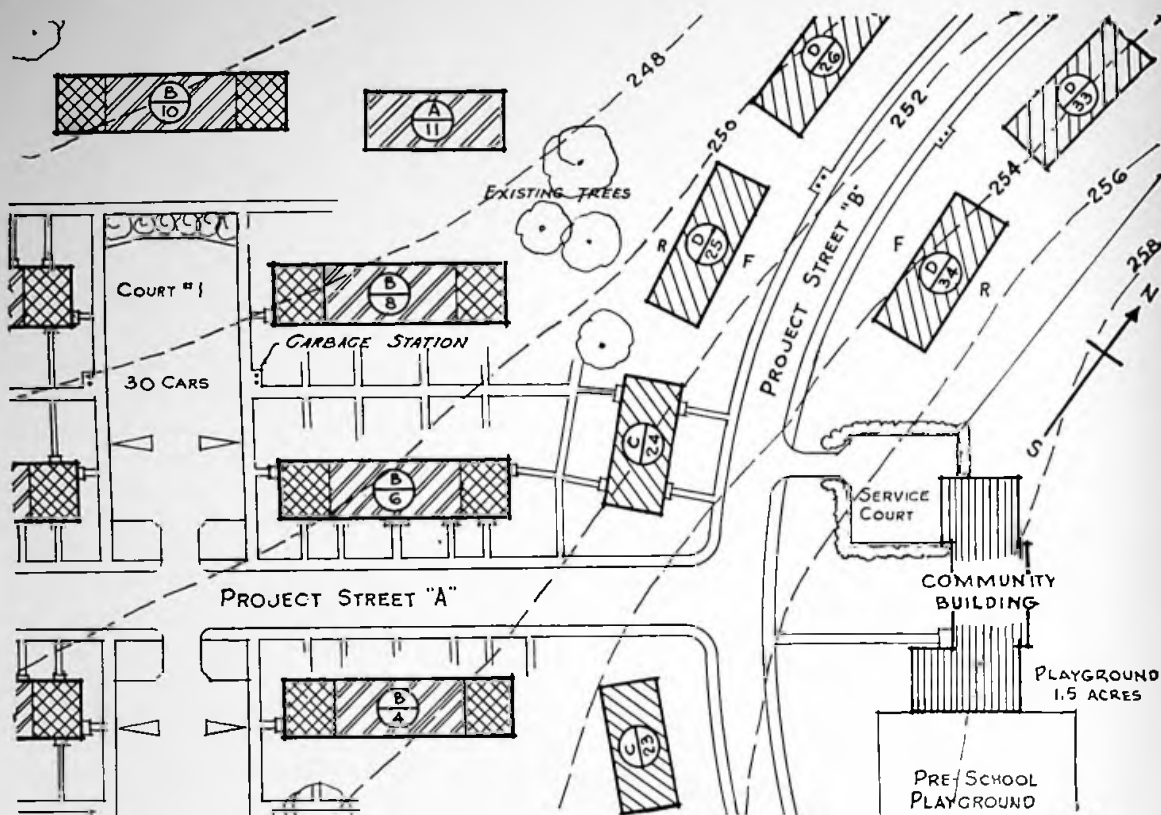 B
10
A
11
248
D
26
250
252
D
33
EXISTING TREES
R
D
25
F
PROJECT STREET "B"
254
256
F
D
34
R
258
N
S
COURT #1
B
8
GARBAGE STATION
30 CARS
C
24
B
6
SERVICE
COURT
COMMUNITY
BUILDING
PROJECT STREET "A"
PLAYGROUND
1.5 ACRES
B
4
C
23
PRE-SCHOOL
PLAYGROUND